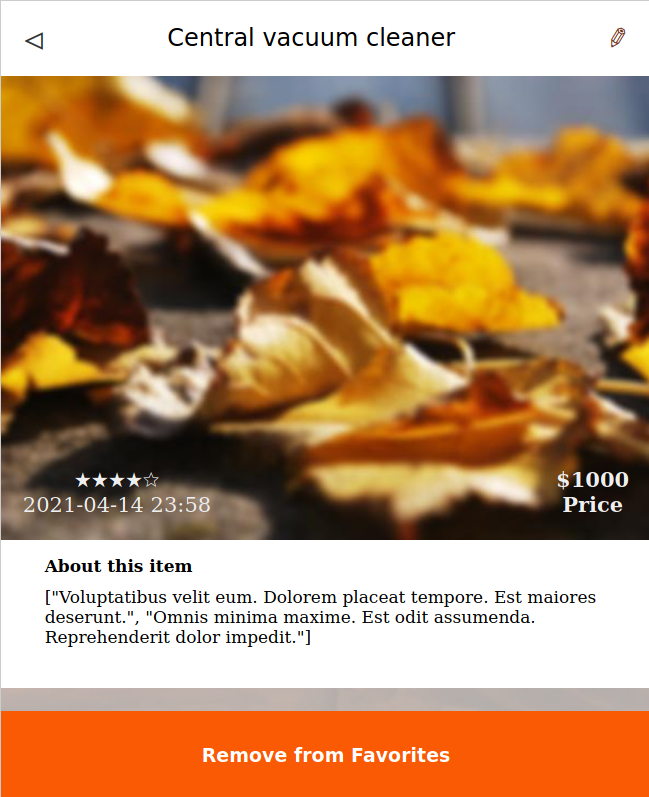 Central vacuum cleaner
★★★★☆
2021-04-14 23:58
$1000
Price
About this item
["Voluptatibus velit eum. Dolorem placeat tempore. Est maiores
deserunt.", "Omnis minima maxime. Est odit assumenda.
Reprehenderit dolor impedit."]
Remove from Favorites